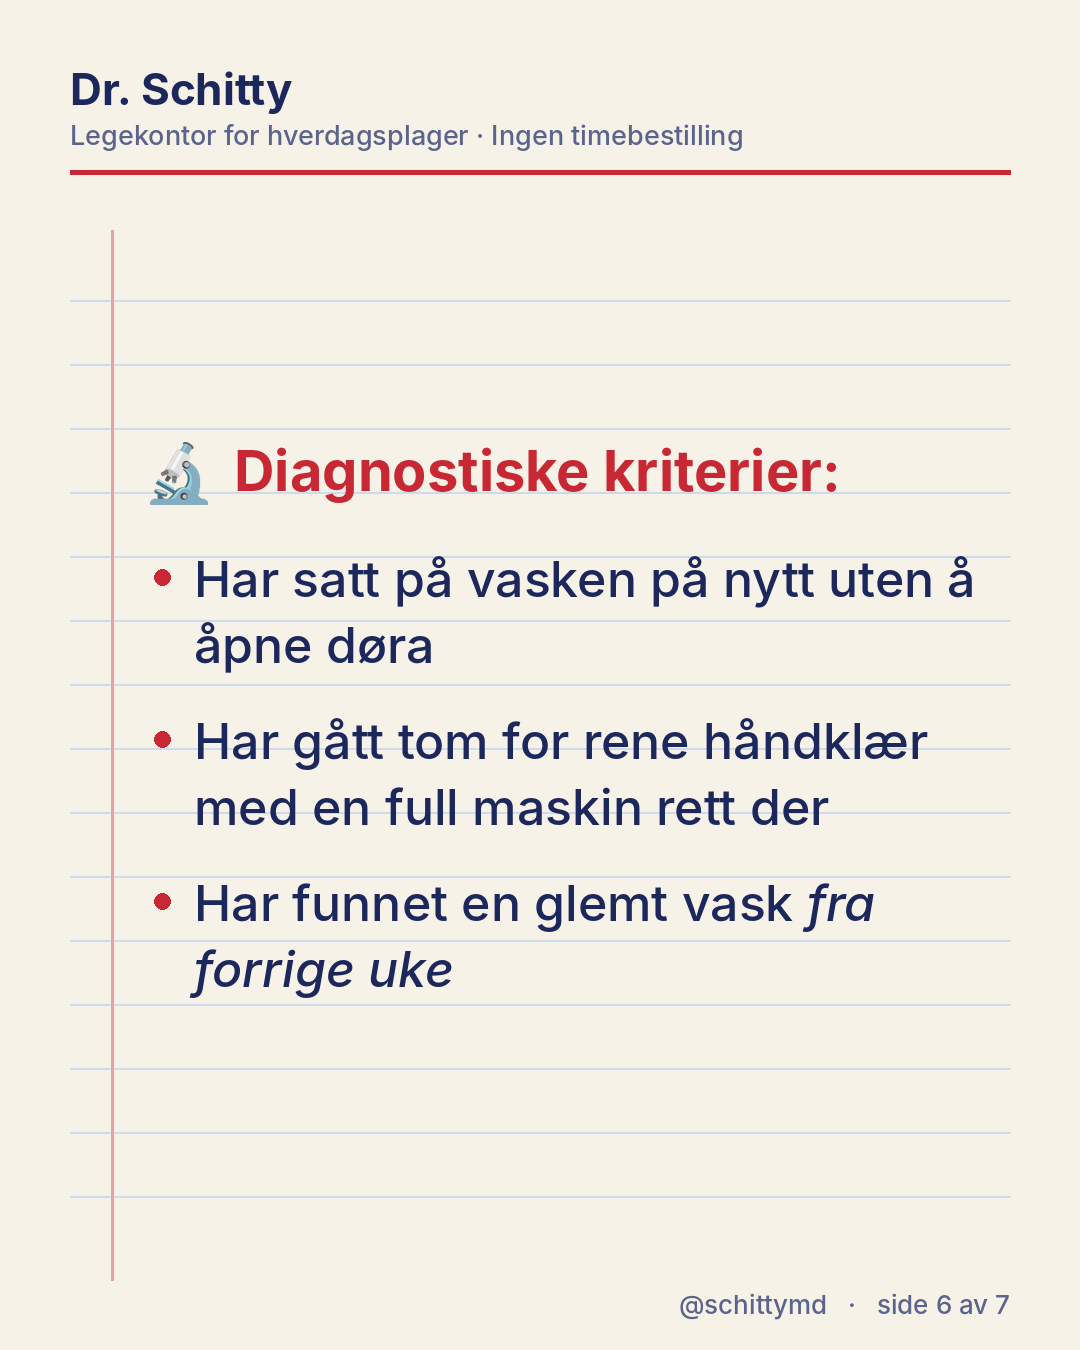 Dr. Schitty
Legekontor for hverdagsplager · Ingen timebestilling
🔬 Diagnostiske kriterier:
• Har satt på vasken på nytt uten å
åpne døra
• Har gått tom for rene håndklær
med en full maskin rett der
• Har funnet en glemt vask fra
forrige uke
@schittymd · side 6 av 7